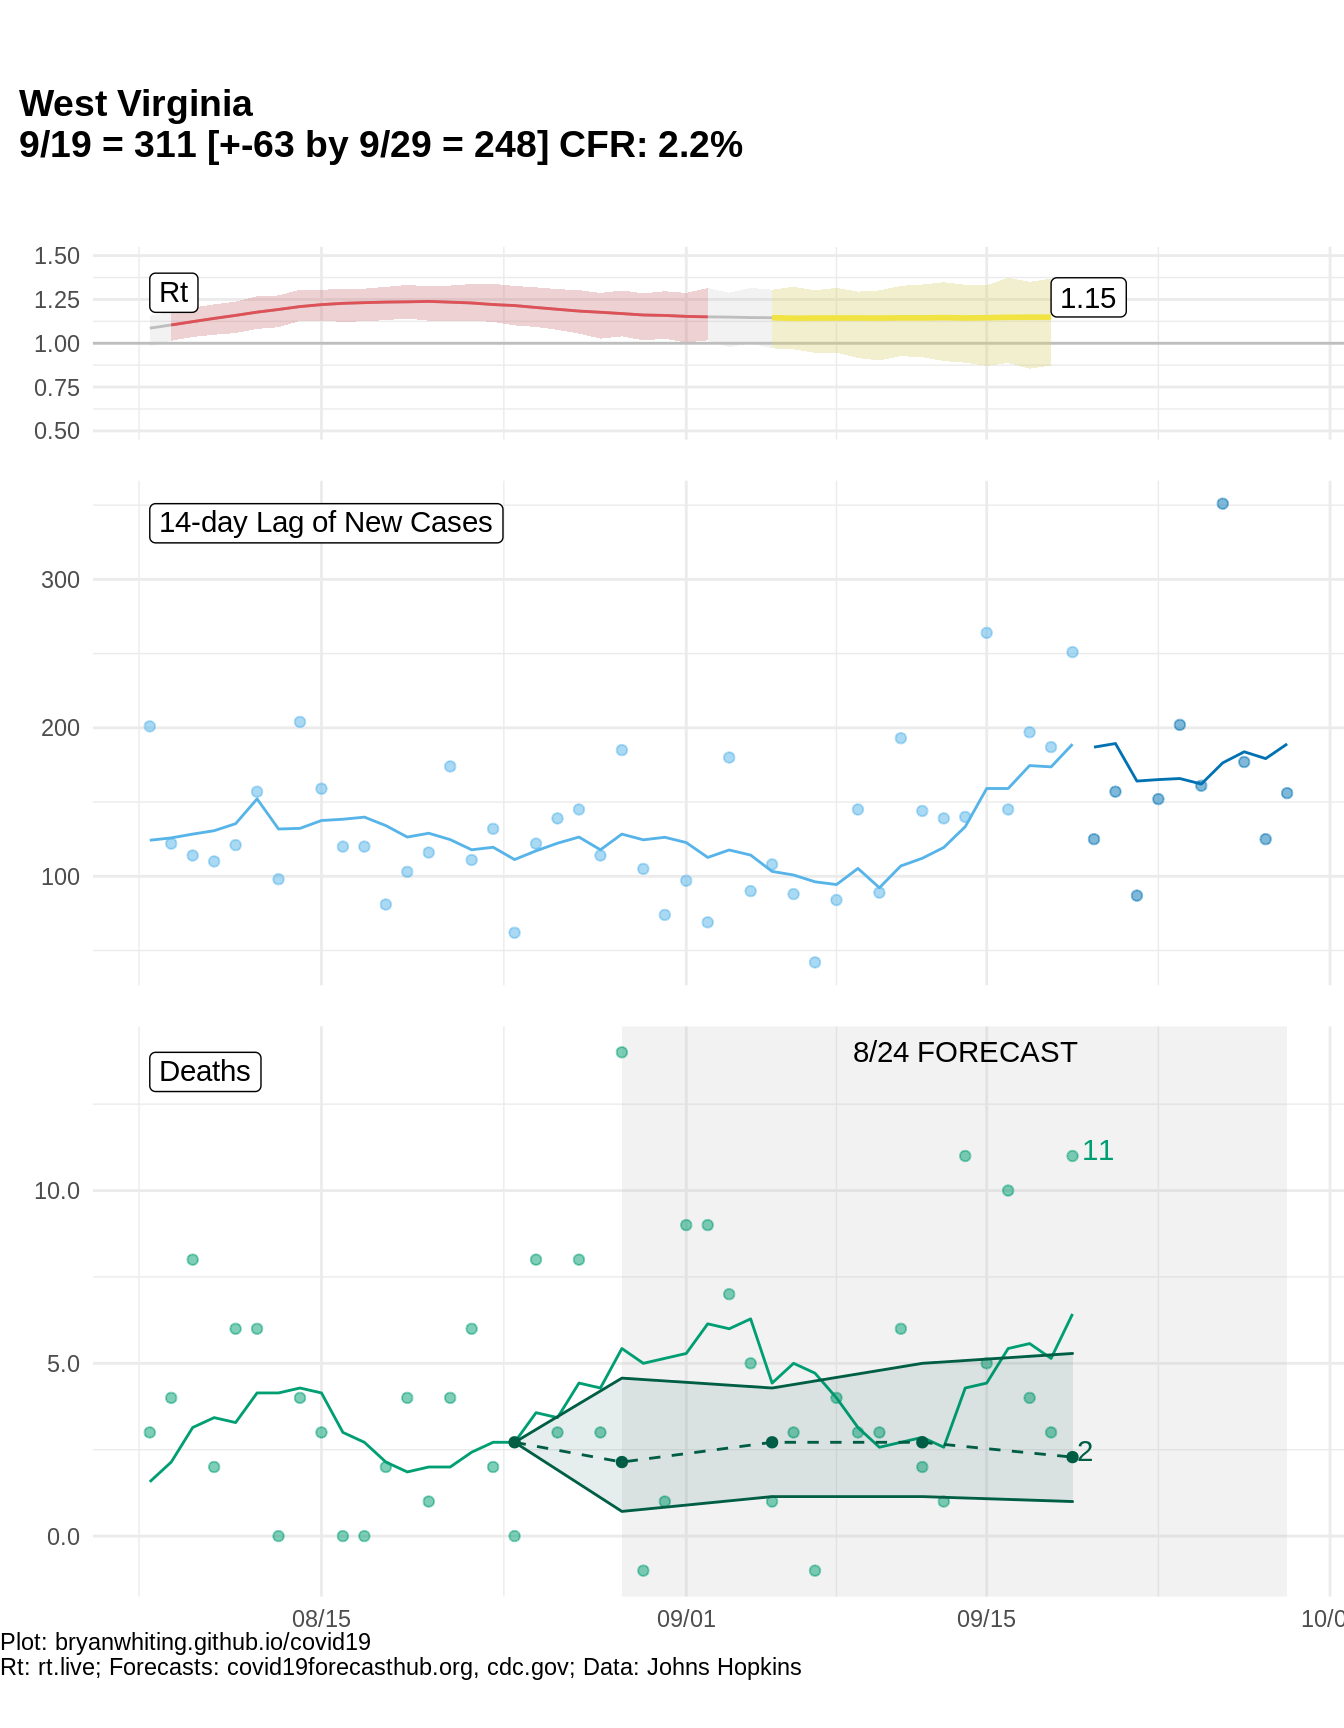 West Virginia
9/19 = 311 [+-63 by 9/29 = 248] CFR: 2.2%
1.50
1.25
1.00
0.75
0.50
Rt
1.15
14-day Lag of New Cases
300
200
100
Deaths
8/24 FORECAST
11
2
10.0
5.0
0.0
08/15
09/01
09/15
10/0
Plot: bryanwhiting.github.io/covid19
Rt: rt.live; Forecasts: covid19forecasthub.org, cdc.gov; Data: Johns Hopkins